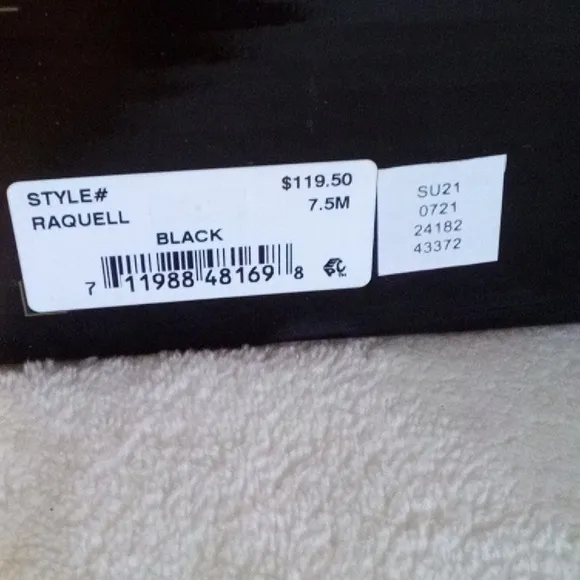 STYLE#
RAQUELL
$119.50
7.5M
BLACK
7 11988 48169 8
SU21
0721
24182
43372